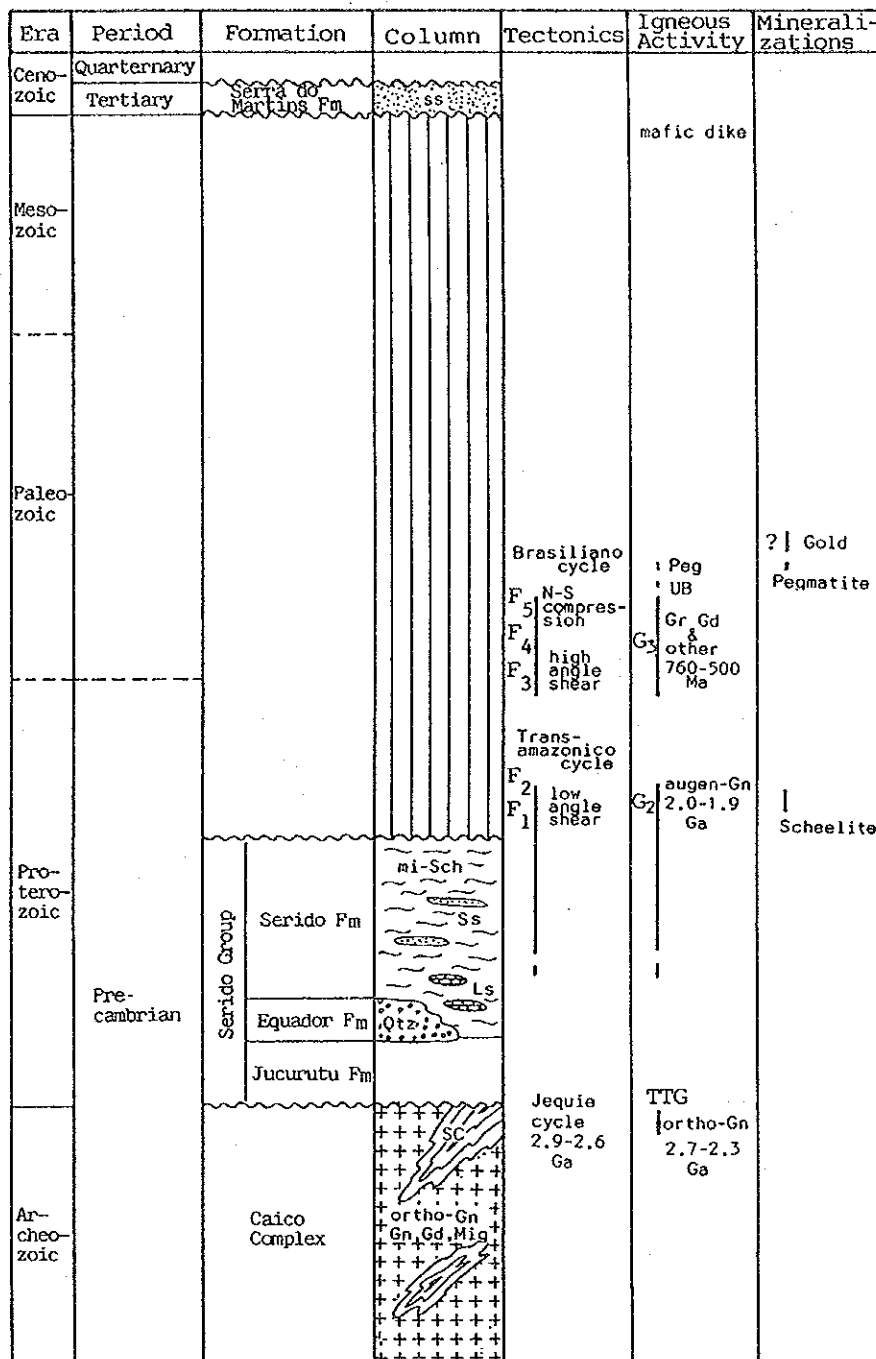 Era
Period
Formation
Column
Tectonics
Igneous
Activity
Minerali-
zations
Ceno-
zoic
Quarternary
Tertiary
Serra do
Martins Fm
ss
mafic dike
Meso-
zoic
Paleo-
zoic
Brasiliano
cycle
F5
N-S
compres-
sion
F4
F3
high
angle
shear
Peg
UB
G3
Gr, Gd
&
other
760-500
Ma
? Gold
Pegmatite
Trans-
amazonico
cycle
F2
F1
low
angle
shear
G2
augen-Gn
2.0-1.9
Ga
Scheelite
Pro-
tero-
zoic
Pre-
cambrian
Serido Group
Serido Fm
mi-Sch
Ss
Ls
Equador Fm
Qtz
Jucurutu Fm
Jequie
cycle
2.9-2.6
Ga
TTG
ortho-Gn
2.7-2.3
Ga
Ar-
cheo-
zoic
Caico
Complex
SC
ortho-Gn
Gn, Gd, Mig